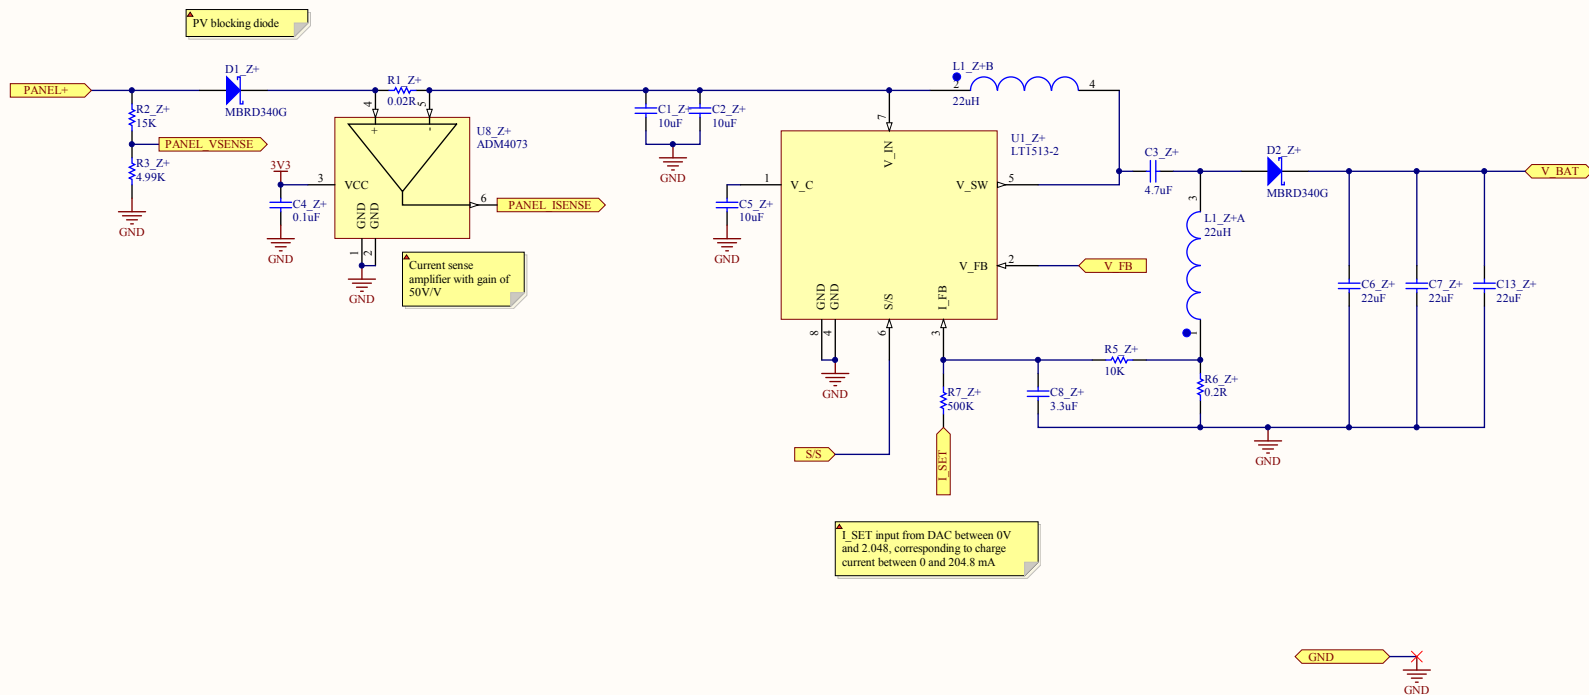 PV blocking diode
PANEL+
D1_Z+
MBRD340G
R2_Z+
15K
PANEL_VSENSE
R3_Z+
4.99K
GND
R1_Z+
0.02R
4
5
+
-
U8_Z+
ADM4073
3V3
3
VCC
C4_Z+
0.1uF
GND
GND
GND
6
PANEL_ISENSE
1
2
GND
Current sense
amplifier with gain of
50V/V
C1_Z+
10uF
C2_Z+
10uF
GND
L1_Z+B
2
4
22uH
7
V_IN
U1_Z+
LT1513-2
1
V_C
C5_Z+
10uF
GND
V_SW
5
V_FB
2
V_FB
GND
GND
S/S
I_FB
8
4
6
3
GND
C3_Z+
4.7uF
D2_Z+
MBRD340G
V_BAT
3
L1_Z+A
22uH
1
C6_Z+
22uF
C7_Z+
22uF
C13_Z+
22uF
R5_Z+
10K
R6_Z+
0.2R
R7_Z+
500K
C8_Z+
3.3uF
GND
S/S
I_SET
I_SET input from DAC between 0V
and 2.048, corresponding to charge
current between 0 and 204.8 mA
GND
GND